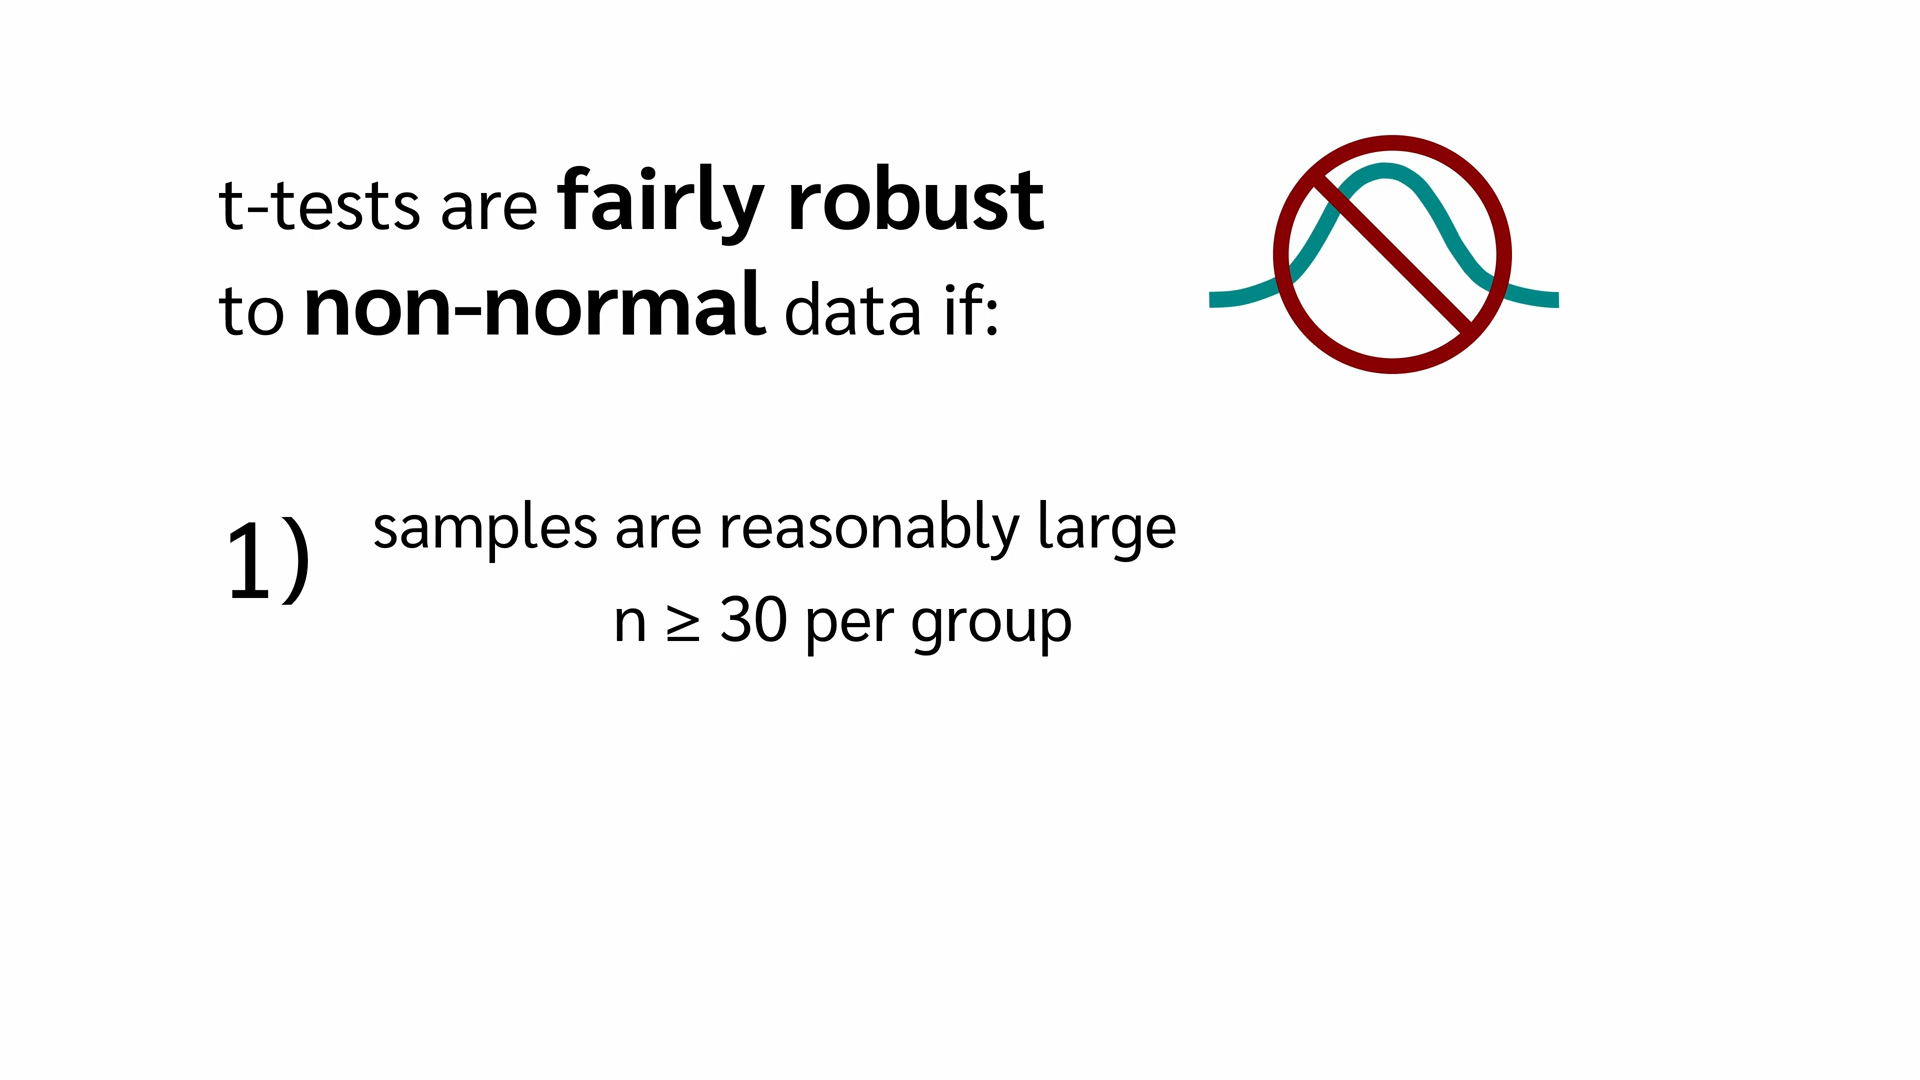 t-tests are fairly robust
to non-normal data if:
1) samples are reasonably large
n ≥ 30 per group